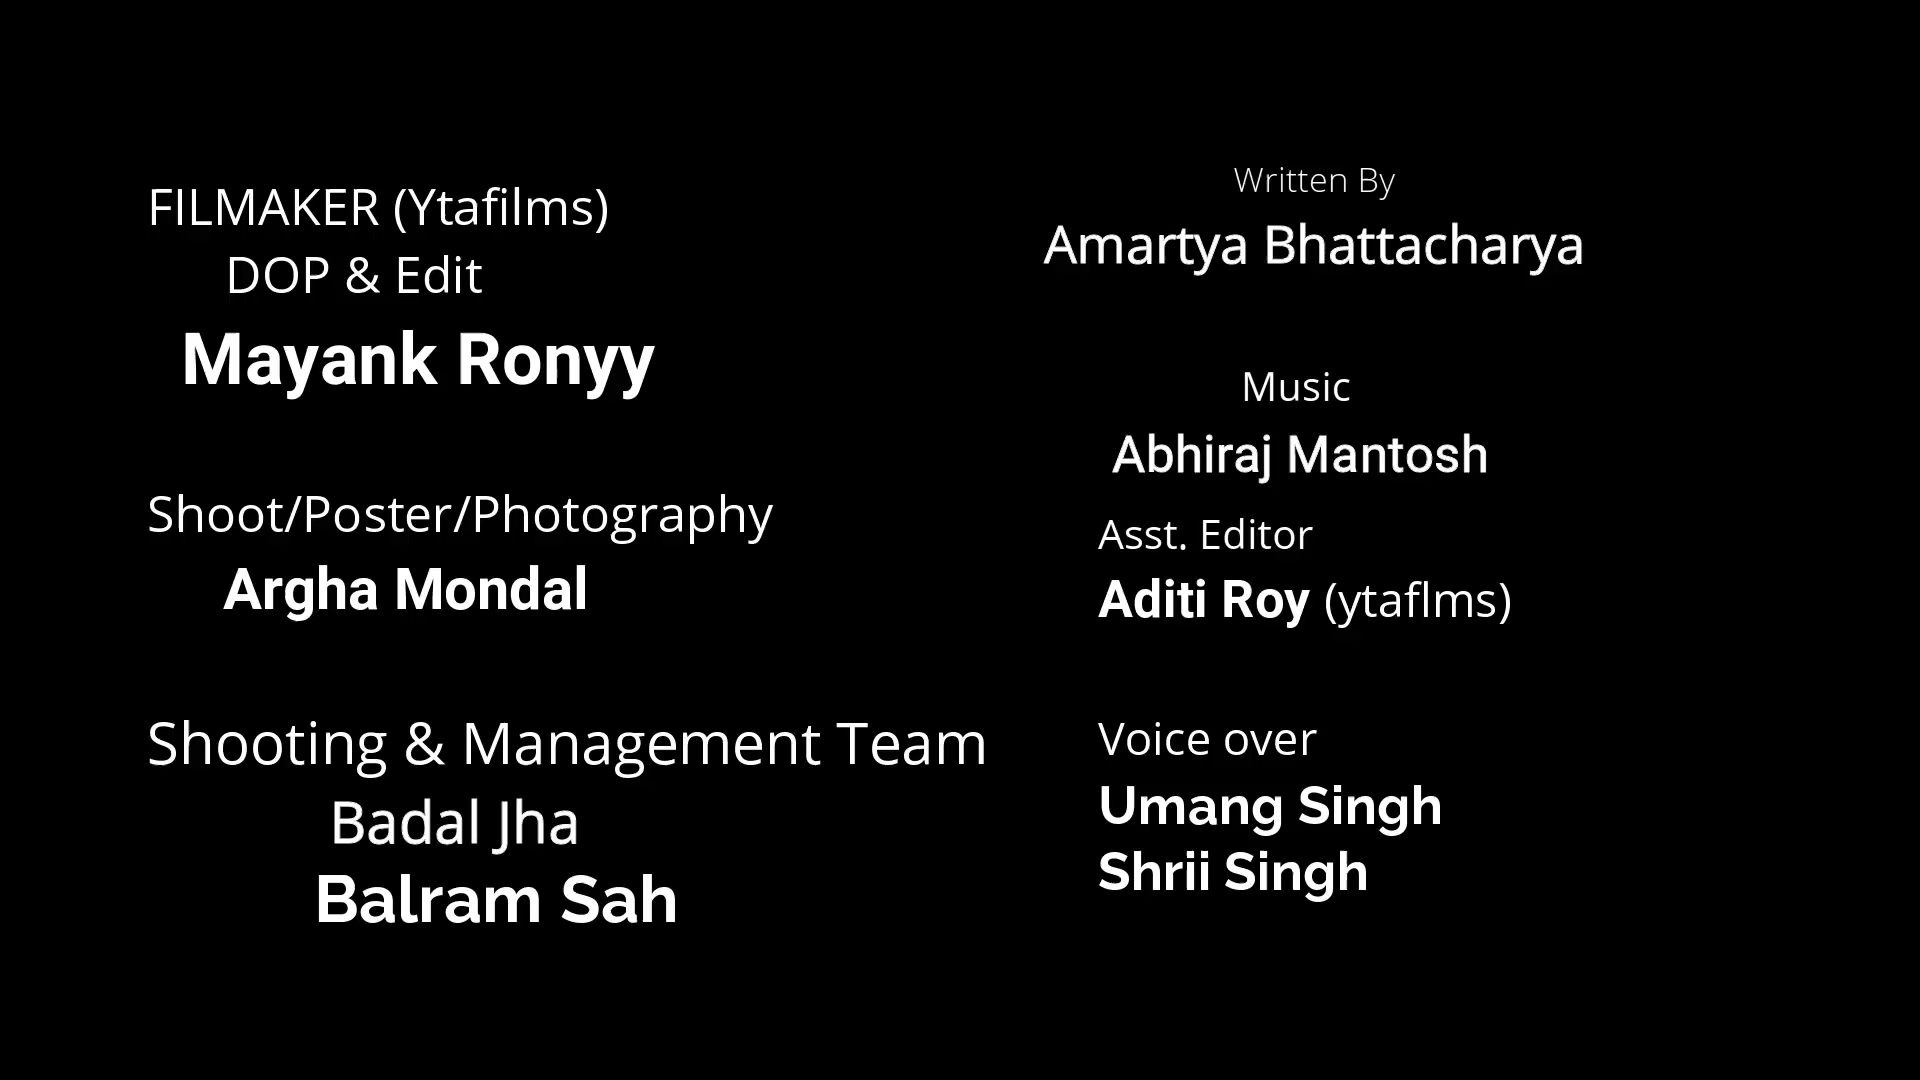 FILMAKER (Ytafilms)
DOP & Edit
Mayank Ronyy
Shoot/Poster/Photography
Argha Mondal
Shooting & Management Team
Badal Jha
Balram Sah
Written By
Amartya Bhattacharya
Music
Abhiraj Mantosh
Asst. Editor
Aditi Roy (ytaflms)
Voice over
Umang Singh
Shrii Singh